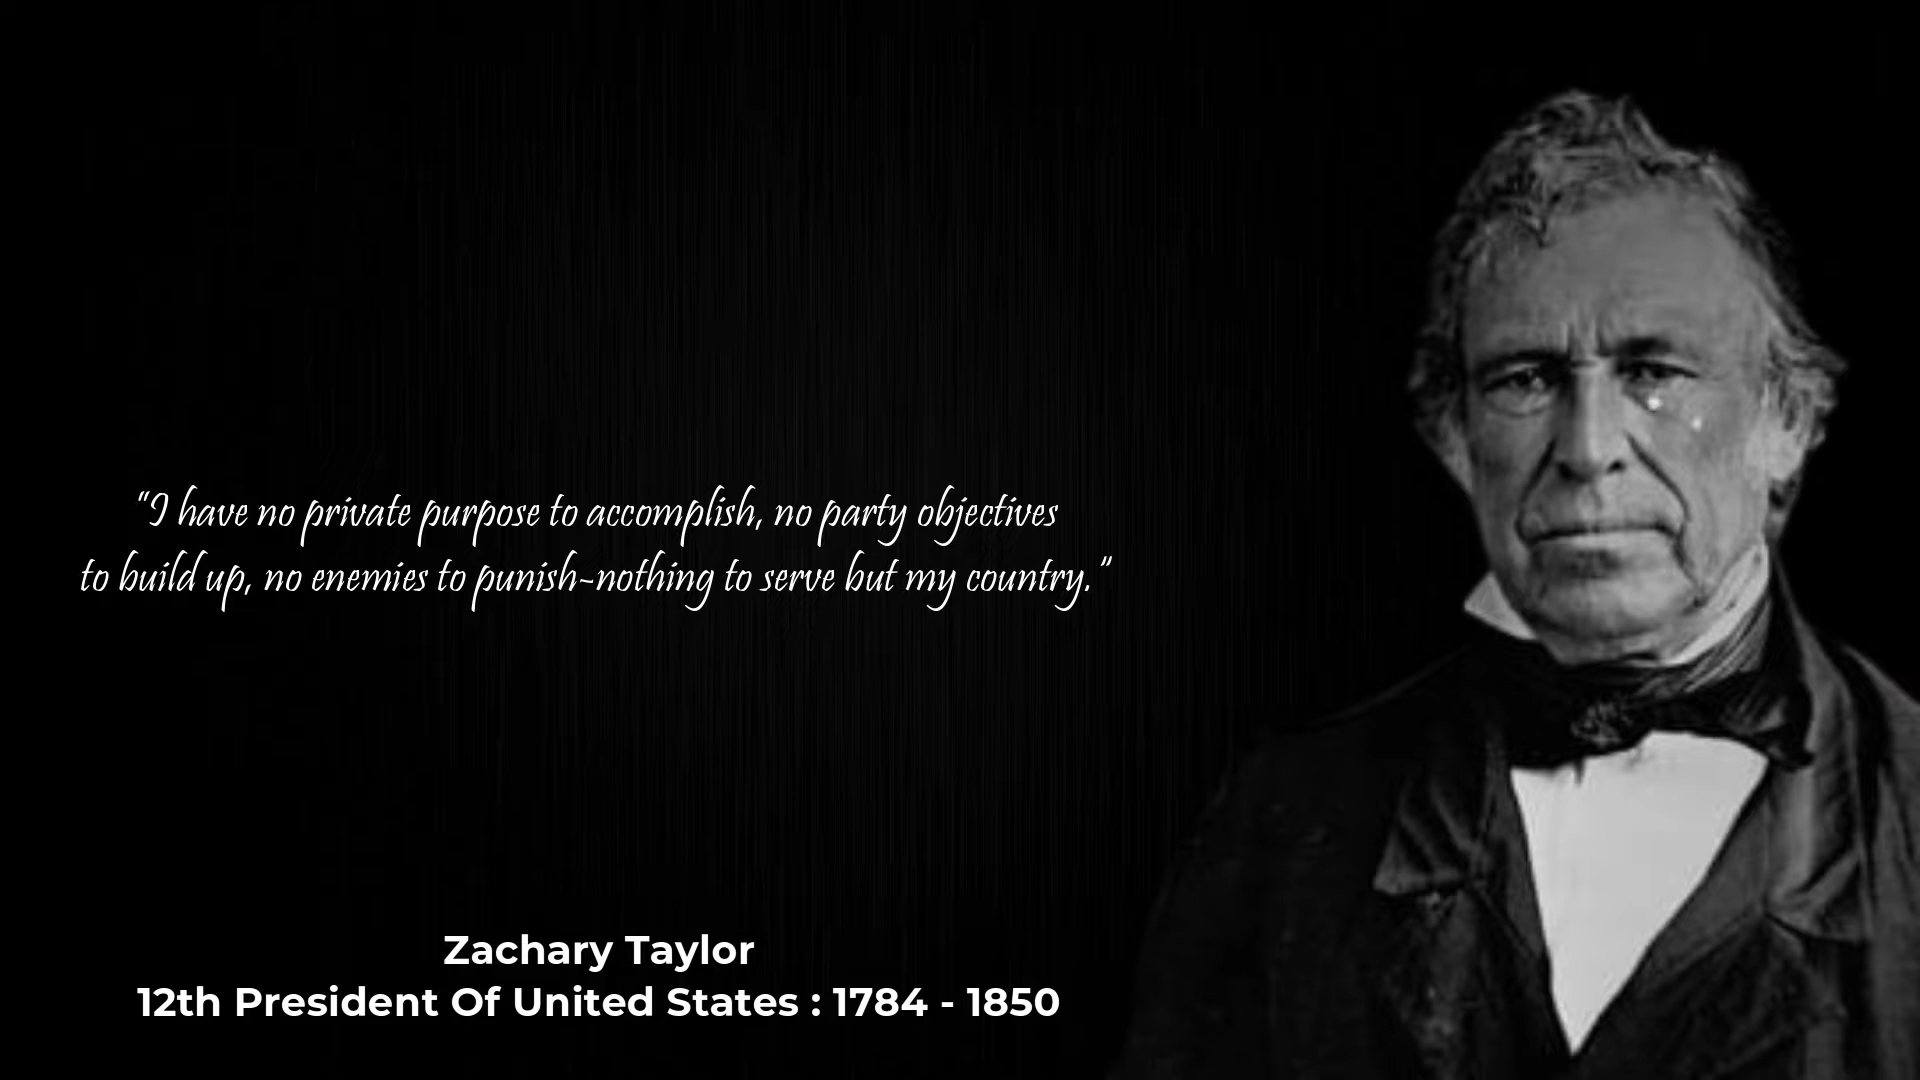 "I have no private purpose to accomplish, no party objectives
to build up, no enemies to punish-nothing to serve but my country."
Zachary Taylor
12th President Of United States : 1784 - 1850